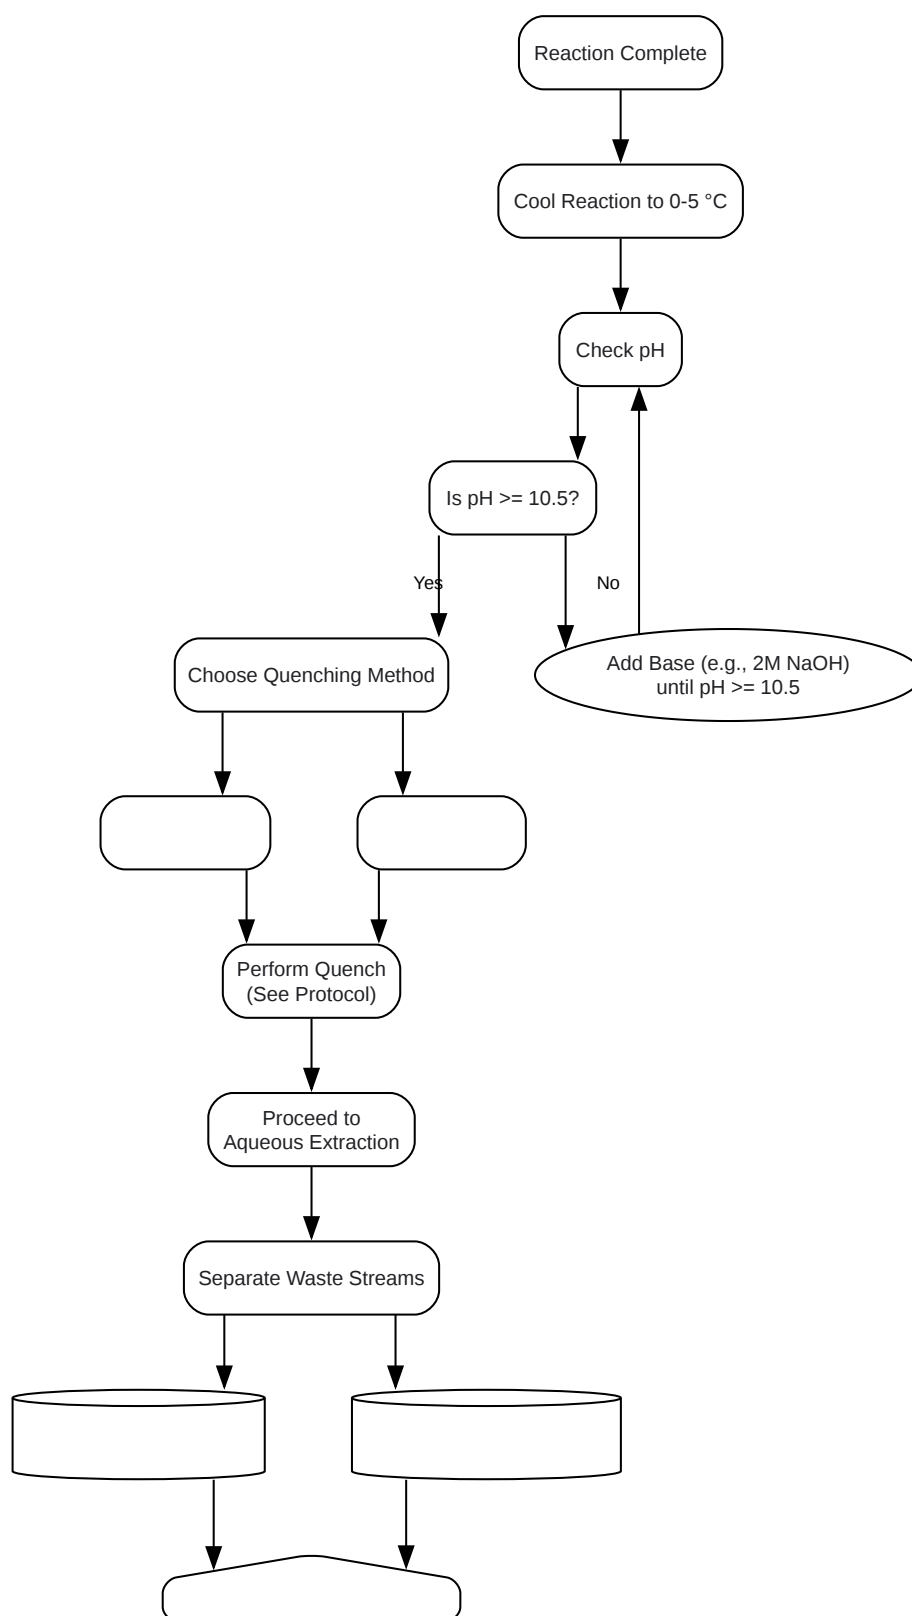 Reaction Complete
Cool Reaction to 0-5 °C
Check pH
Is pH >= 10.5?
Yes
No
Choose Quenching Method
Add Base (e.g., 2M NaOH)
until pH >= 10.5
Perform Quench
(See Protocol)
Proceed to
Aqueous Extraction
Separate Waste Streams